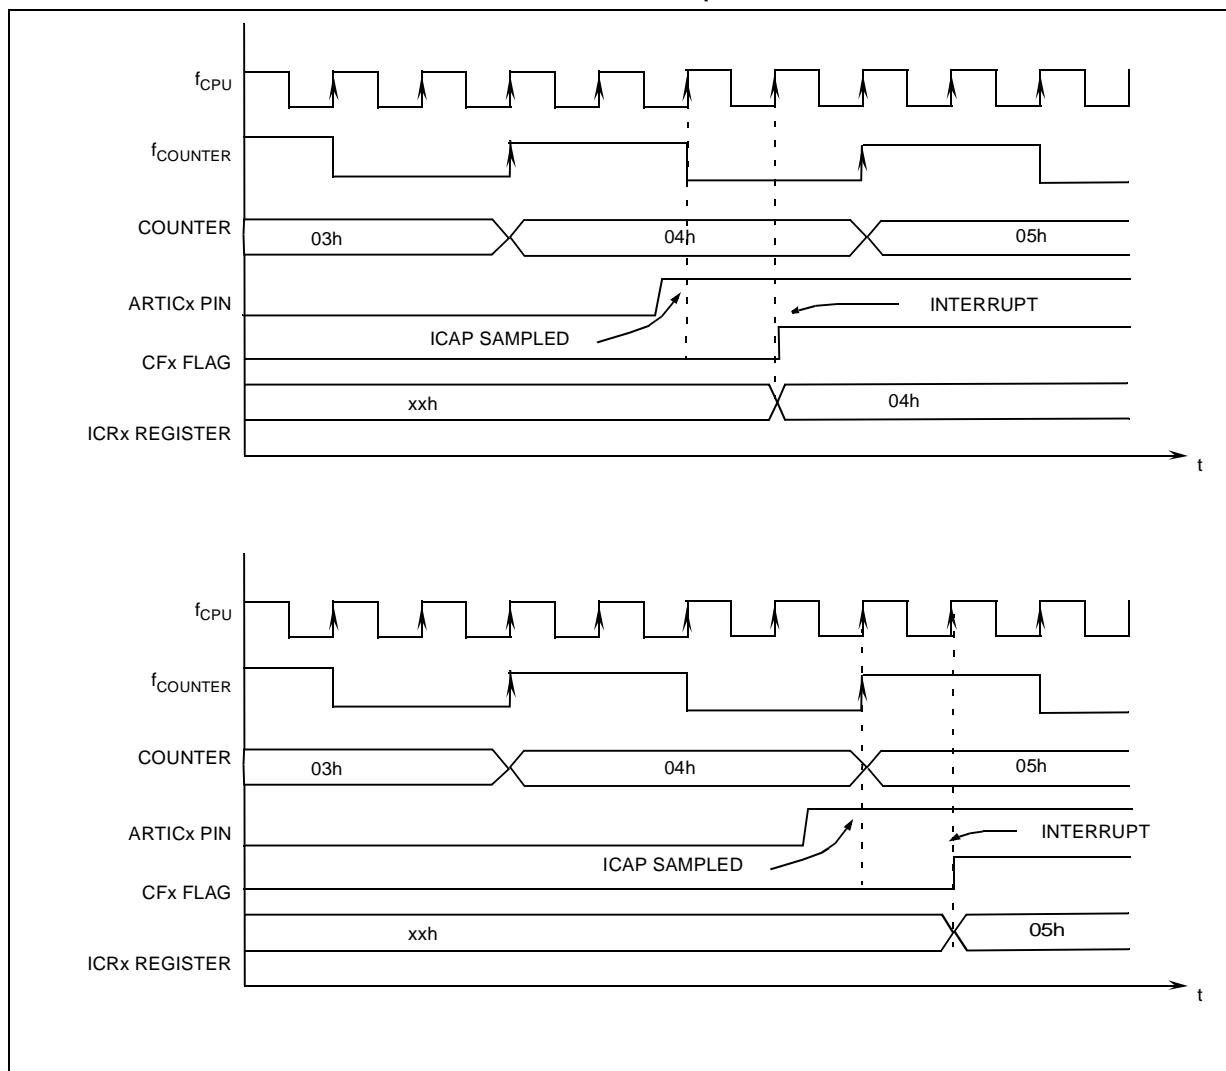 fCPU
fCOUNTER
COUNTER
03h 04h 05h
ARTICx PIN
INTERRUPT
ICAP SAMPLED
CFx FLAG
xxh 04h
ICRx REGISTER
t
fCPU
fCOUNTER
COUNTER
03h 04h 05h
ARTICx PIN
INTERRUPT
ICAP SAMPLED
CFx FLAG
xxh 05h
ICRx REGISTER
t